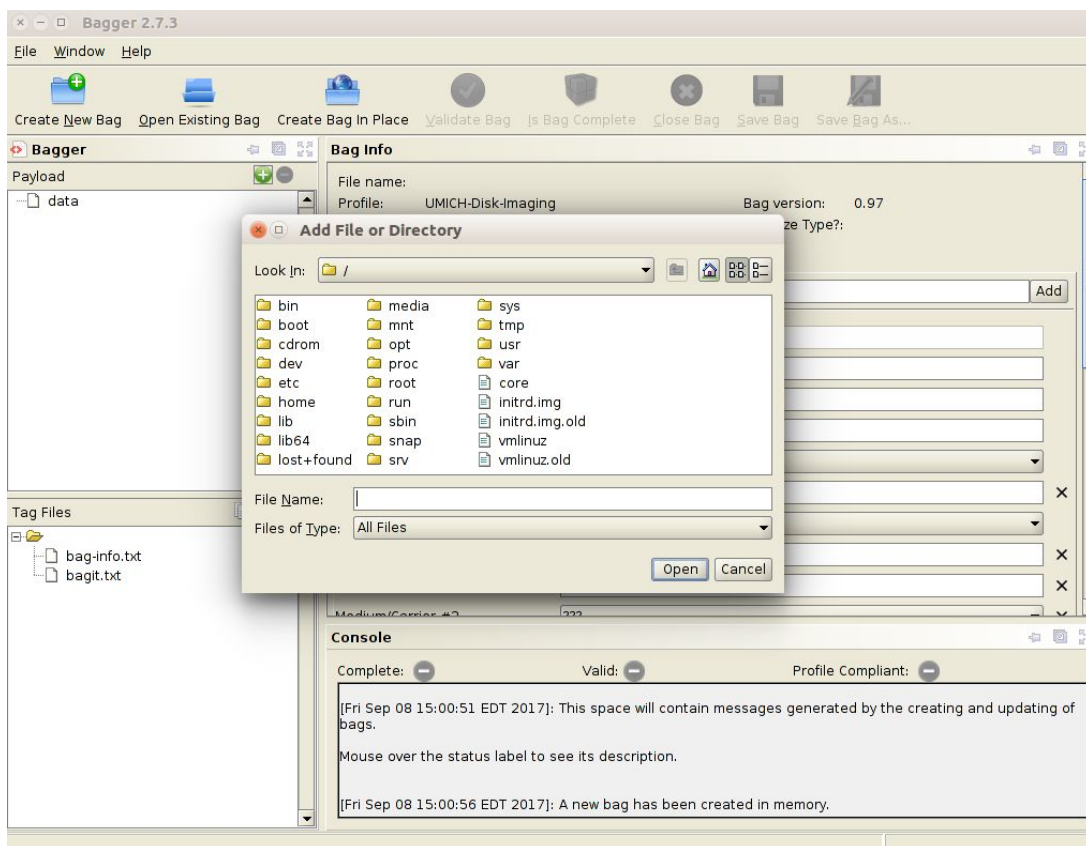 Bagger 2.7.3
File Window Help
Create New Bag Open Existing Bag Create Bag In Place Validate Bag Is Bag Complete Close Bag Save Bag Save Bag As...
Bagger
Payload
data
Bag Info
File name:
Profile: UMICH-Disk-Imaging Bag version: 0.97
ze Type?:
Add
Add File or Directory
Look In: /
bin media sys
boot mnt tmp
cdrom opt usr
dev proc var
etc root core
home run initrd.img
lib sbin initrd.img.old
lib64 snap vmlinuz
lost+found srv vmlinuz.old
File Name:
Files of Type: All Files
Open Cancel
Tag Files
bag-info.txt
bagit.txt
Medium/Carrier #2 ???
Console
Complete: Valid: Profile Compliant:
[Fri Sep 08 15:00:51 EDT 2017]: This space will contain messages generated by the creating and updating of
bags.
Mouse over the status label to see its description.
[Fri Sep 08 15:00:56 EDT 2017]: A new bag has been created in memory.